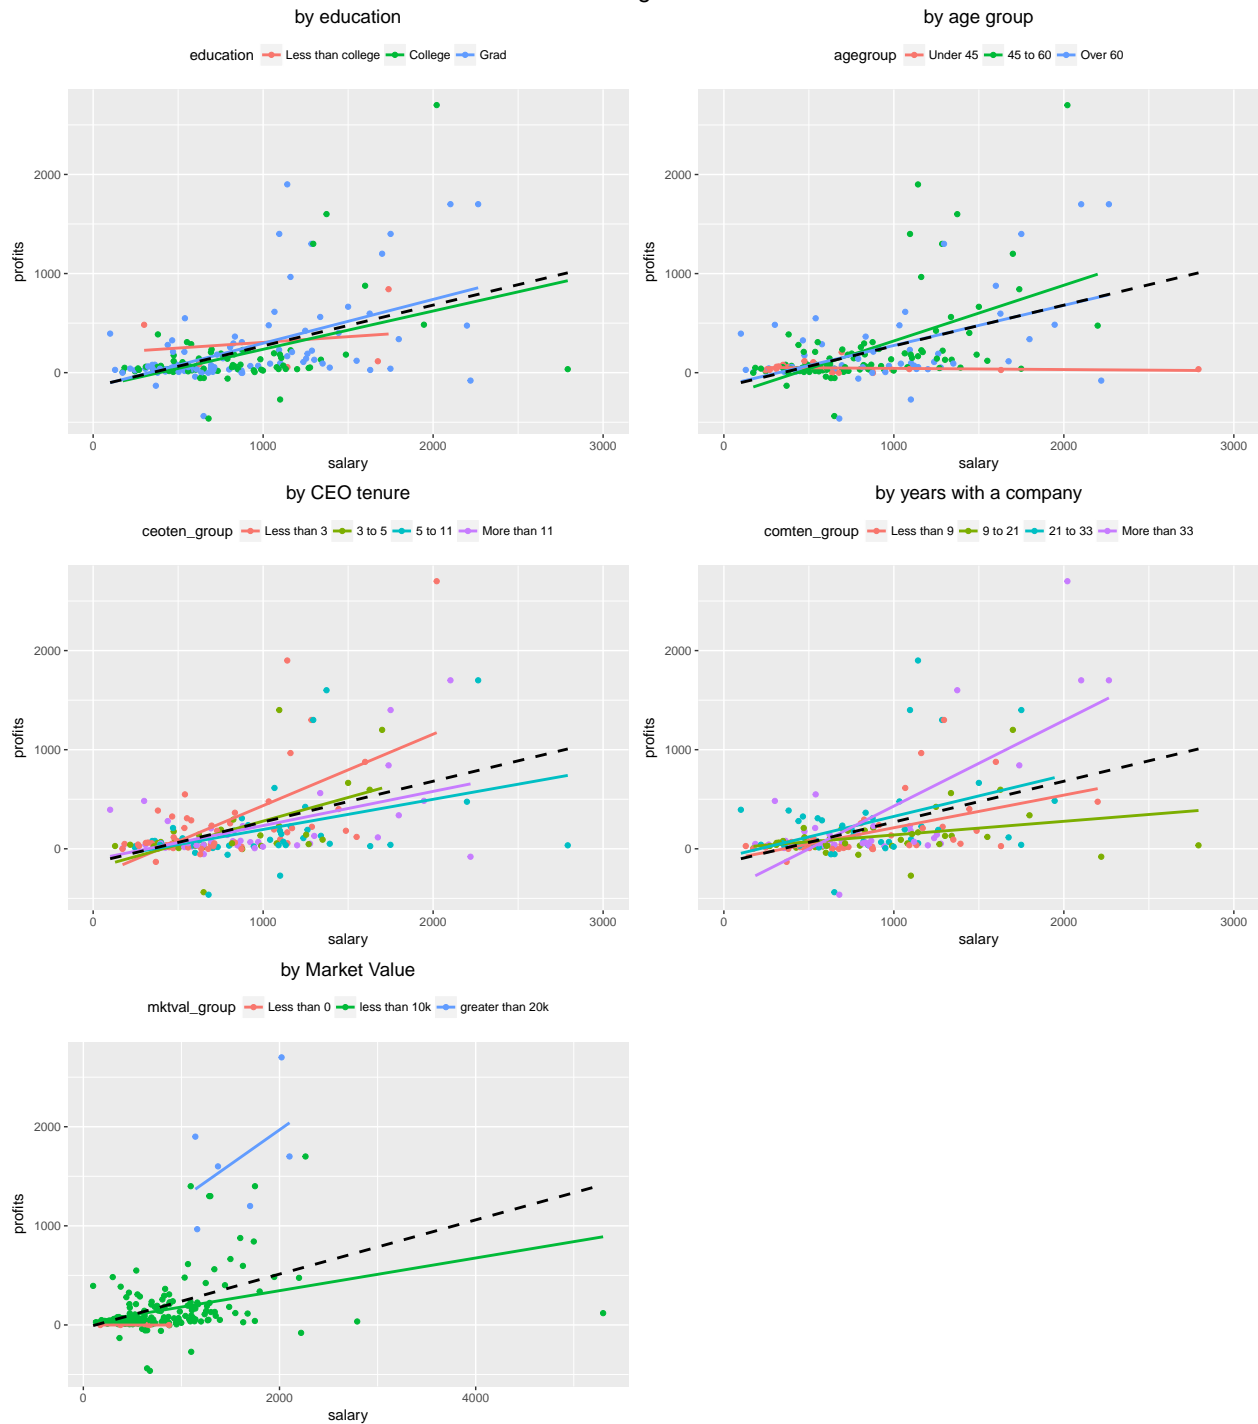 by education
education Less than college College Grad
2000
1000
0
profits
0 1000 2000 3000
salary
by age group
agegroup Under 45 45 to 60 Over 60
2000
1000
0
profits
0 1000 2000 3000
salary
by CEO tenure
ceoten_group Less than 3 3 to 5 5 to 11 More than 11
2000
1000
0
profits
0 1000 2000 3000
salary
by years with a company
comten_group Less than 9 9 to 21 21 to 33 More than 33
2000
1000
0
profits
0 1000 2000 3000
salary
by Market Value
mktval_group Less than 0 less than 10k greater than 20k
2000
1000
0
profits
0 2000 4000
salary